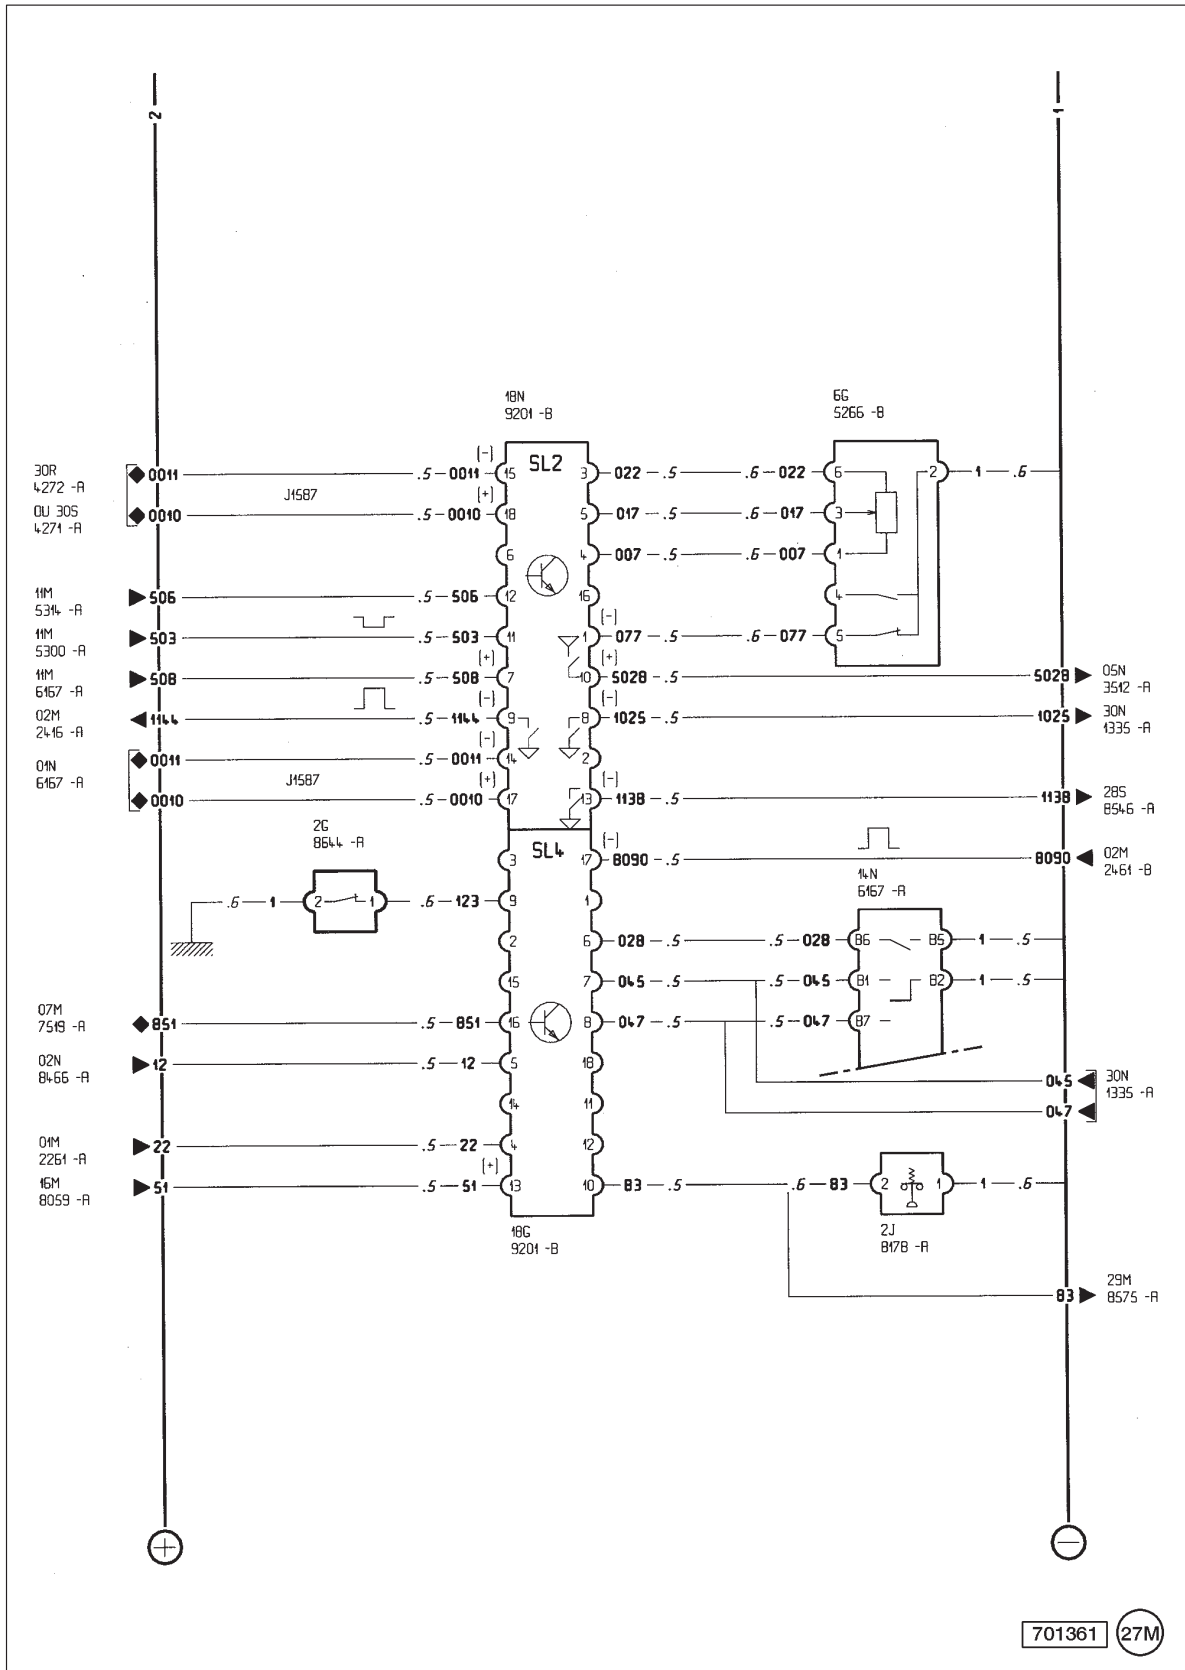 2
1
18N
9201 -B
6G
5266 -B
30R
4272 -A
OU 30S
4271 -A
0011 .5 0011 (-) 15 SL2 3 022 .5 .6 022 6 2 1 .6
J1587
0010 .5 0010 (+) 18 5 017 .5 .6 017 3
6 4 007 .5 .6 007 1
11M
5314 -A
506 .5 506 12 16 4
11M
5300 -A
503 .5 503 11 1 (-) 077 .5 .6 077 5
11M
6167 -A
508 .5 508 (+) 7 10 (+) 5028 .5 5028
05N
3512 -A
02M
2416 -A
1144 .5 1144 (-) 9 8 (-) 1025 .5 1025
30N
1335 -A
01N
6167 -A
0011 .5 0011 (-) 14 2
J1587
0010 .5 0010 (+) 17 13 (-) 1138 .5 1138
28S
8546 -A
2G
8644 -A
SL4
3 17 (-) 8090 .5 8090
02M
2461 -B
14N
6167 -A
.6 1 2 1 .6 123 9 1
2 6 028 .5 .5 028 B6 B5 1 .5
15 7 045 .5 .5 045 B1 B2 1 .5
07M
7519 -A
851 .5 851 16 8 047 .5 .5 047 B7
02N
8466 -A
12 .5 12 5 18
045
30N
1335 -A
14 11
047
01M
2261 -A
22 .5 22 4 12
16M
8059 -A
51 .5 51 (+) 13 10 83 .5 .6 83 2 1 1 .6
18G
9201 -B
2J
8178 -A
83
29M
8575 -A
701361
27M